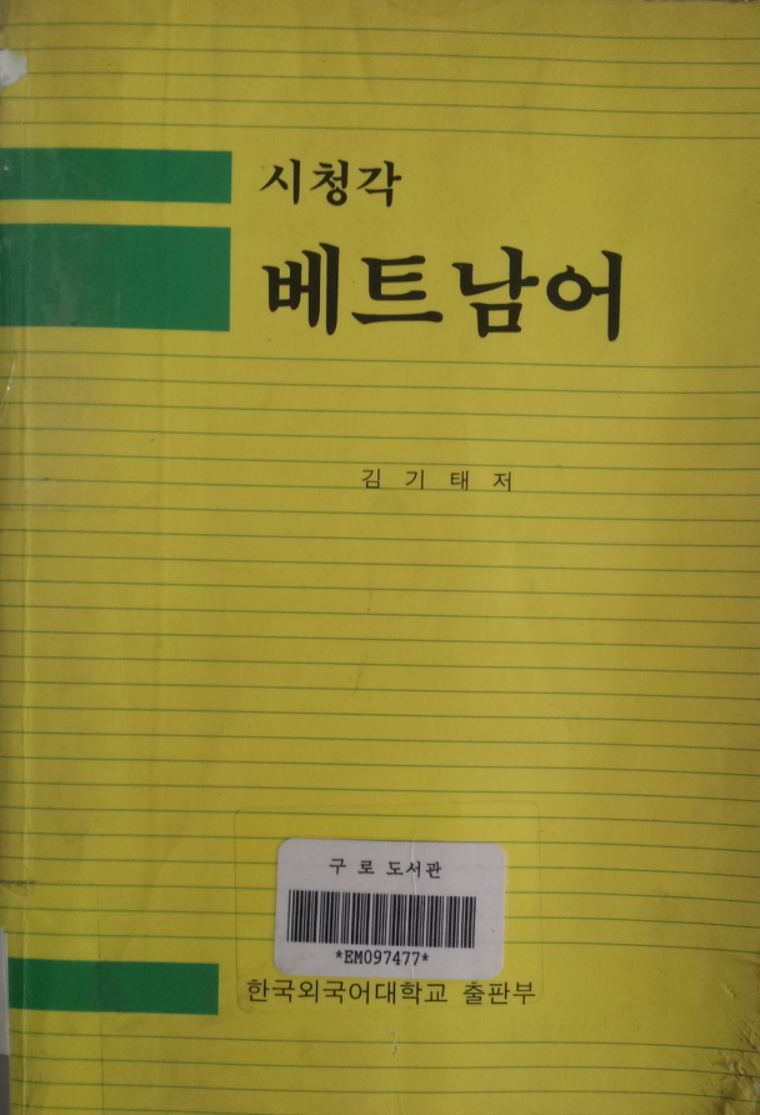 시청각
베트남어
김 기 태 저
구 로 도서관
*EM097477*
한국외국어대학교 출판부